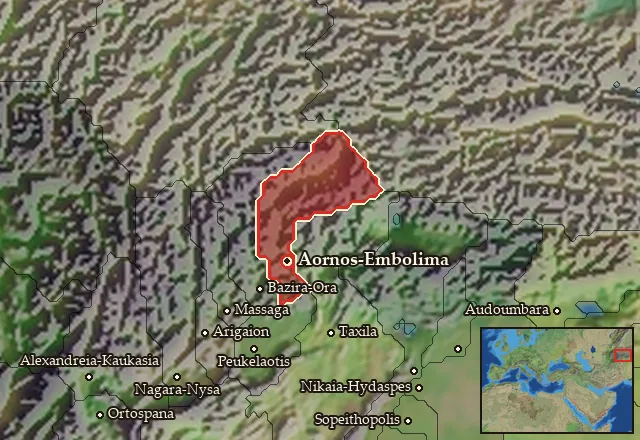 Aornos-Embolima
Bazira-Ora
Massaga
Audoumbara
Arigaion
Taxila
Alexandreia-Kaukasia
Peukelaotis
Nagara-Nysa
Nikaia-Hydaspes
Ortospana
Sopeithopolis